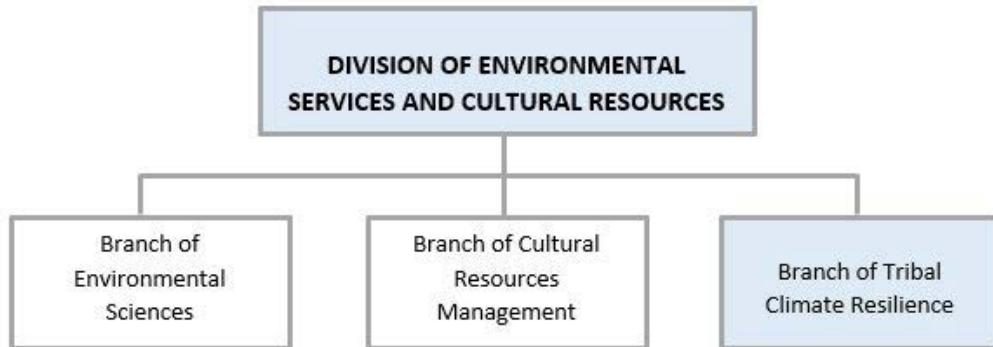 DIVISION OF ENVIRONMENTAL
SERVICES AND CULTURAL RESOURCES
Branch of
Environmental
Sciences
Branch of Cultural
Resources
Management
Branch of Tribal
Climate Resilience